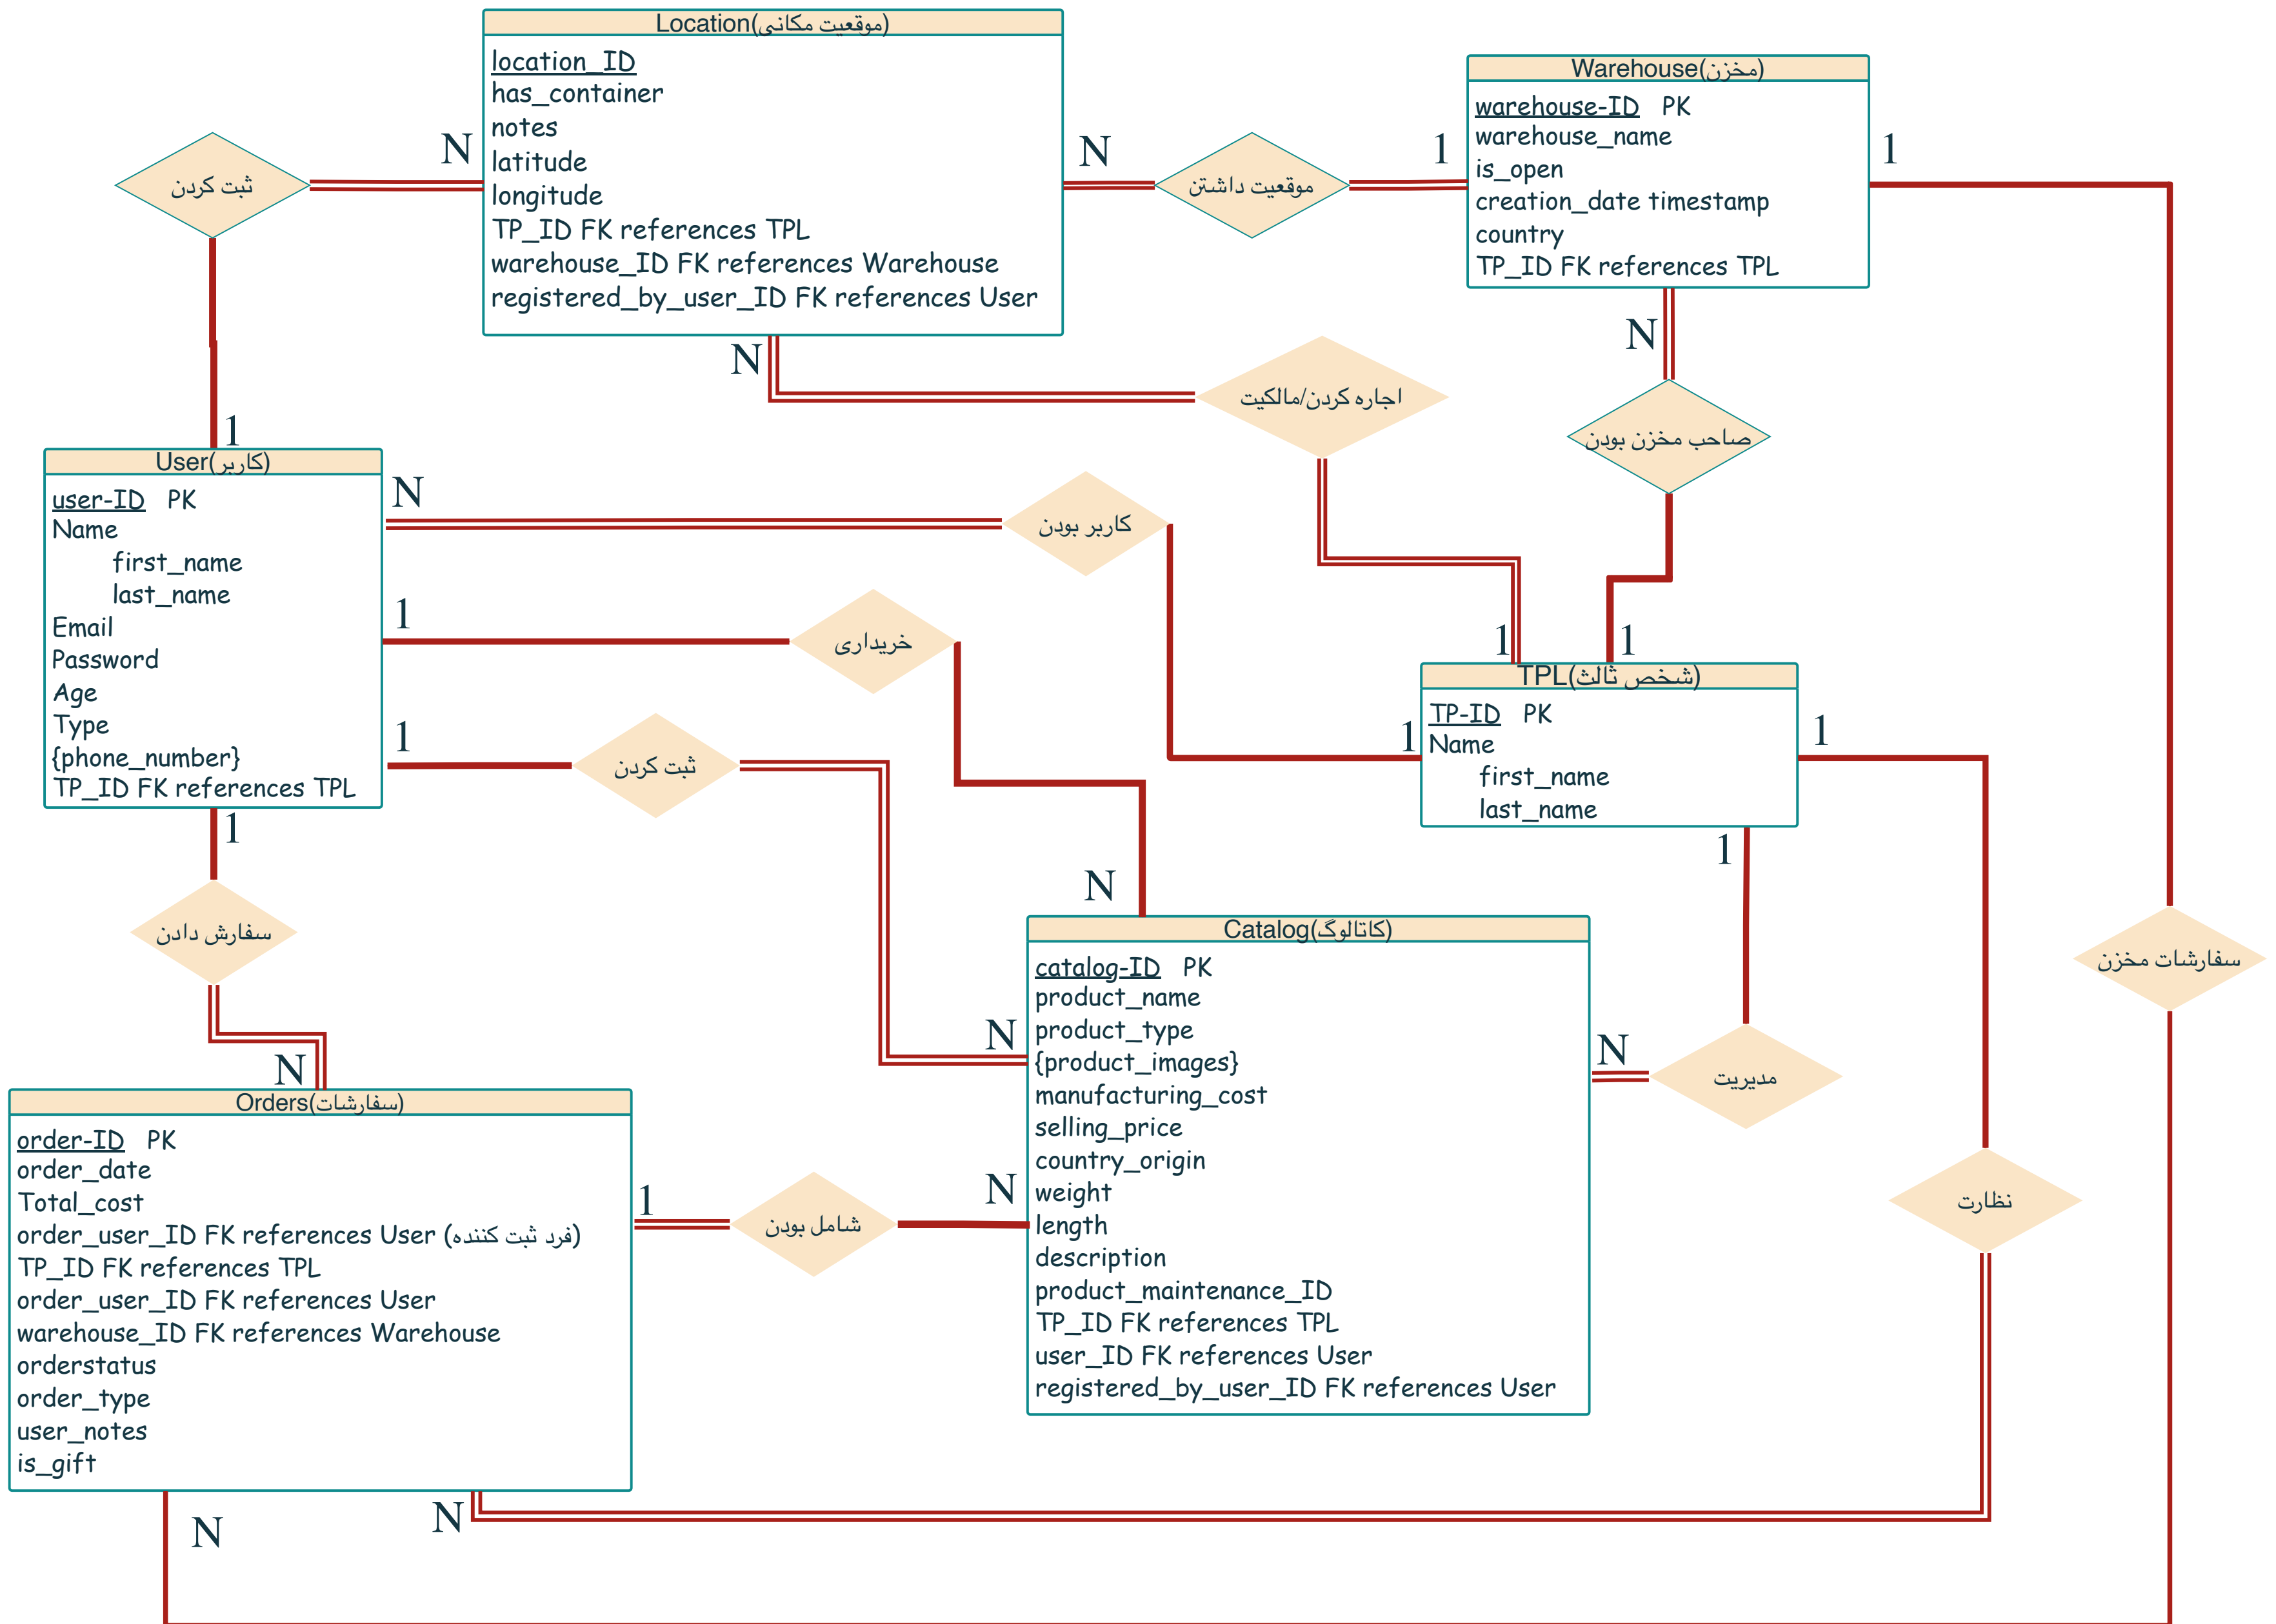 Location(موقعیت مکانی)
location_ID
has_container
notes
latitude
longitude
TP_ID FK references TPL
warehouse_ID FK references Warehouse
registered_by_user_ID FK references User
Warehouse(مخزن)
warehouse-ID PK
warehouse_name
is_open
creation_date timestamp
country
TP_ID FK references TPL
ثبت کردن
N
N
موقعیت داشتن
1
1
N
اجاره کردن/مالکیت
N
صاحب مخزن بودن
1
User(کاربر)
user-ID PK
Name
first_name
last_name
Email
Password
Age
Type
{phone_number}
TP_ID FK references TPL
N
کاربر بودن
1
خریداری
1
ثبت کردن
1
1
1
TPL(شخص ثالث)
TP-ID PK
Name
first_name
last_name
1
1
1
سفارش دادن
N
N
Catalog(کاتالوگ)
catalog-ID PK
product_name
product_type
{product_images}
manufacturing_cost
selling_price
country_origin
weight
length
description
product_maintenance_ID
TP_ID FK references TPL
user_ID FK references User
registered_by_user_ID FK references User
سفارشات مخزن
N
N
مدیریت
نظارت
Orders(سفارشات)
order-ID PK
order_date
Total_cost
order_user_ID FK references User (فرد ثبت کننده)
TP_ID FK references TPL
order_user_ID FK references User
warehouse_ID FK references Warehouse
orderstatus
order_type
user_notes
is_gift
1
شامل بودن
N
N
N